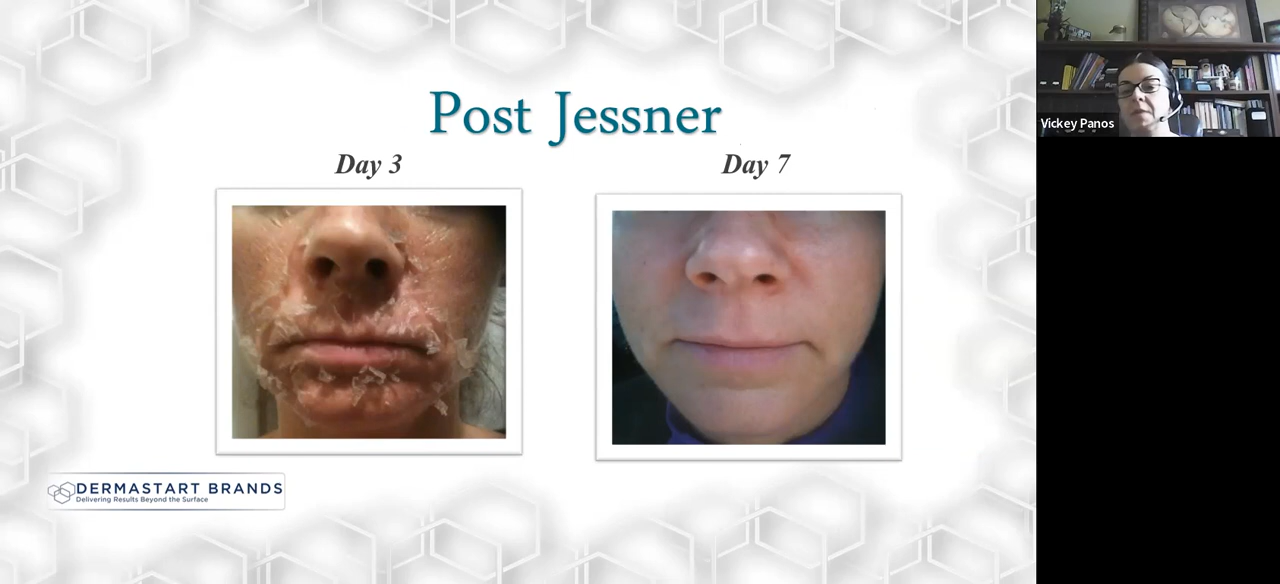 Post Jessner
Day 3
Day 7
DERMASTART BRANDS
Delivering Results Beyond the Surface
Vickey Panos